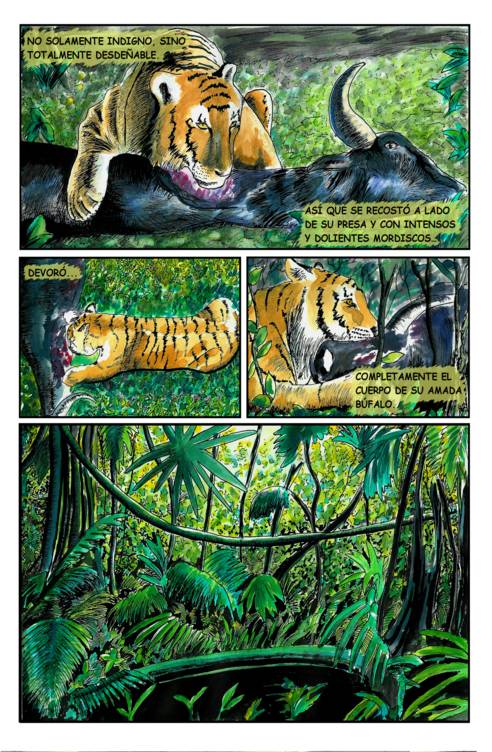 NO SOLAMENTE INDIGNO, SINO
TOTALMENTE DESDEÑABLE.
ASÍ QUE SE RECOSTÓ A LADO
DE SU PRESA Y CON INTENSOS
Y DOLIENTES MORDISCOS...
DEVORÓ...
COMPLETAMENTE EL
CUERPO DE SU AMADA
BÚFALO.